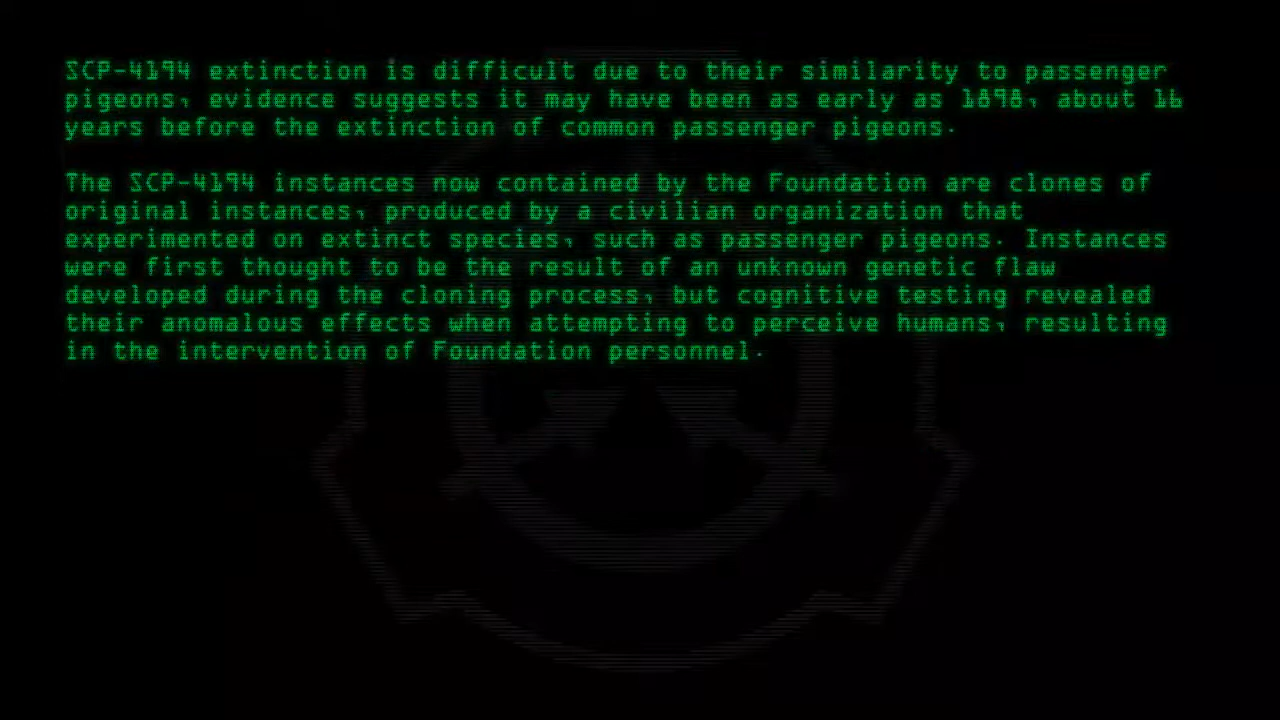 SCP-4194 extinction is difficult due to their similarity to passenger
pigeons, evidence suggests it may have been as early as 1898, about 16
years before the extinction of common passenger pigeons.
The SCP-4194 instances now contained by the Foundation are clones of
original instances, produced by a civilian organization that
experimented on extinct species, such as passenger pigeons. Instances
were first thought to be the result of an unknown genetic flaw
developed during the cloning process, but cognitive testing revealed
their anomalous effects when attempting to perceive humans, resulting
in the intervention of Foundation personnel.